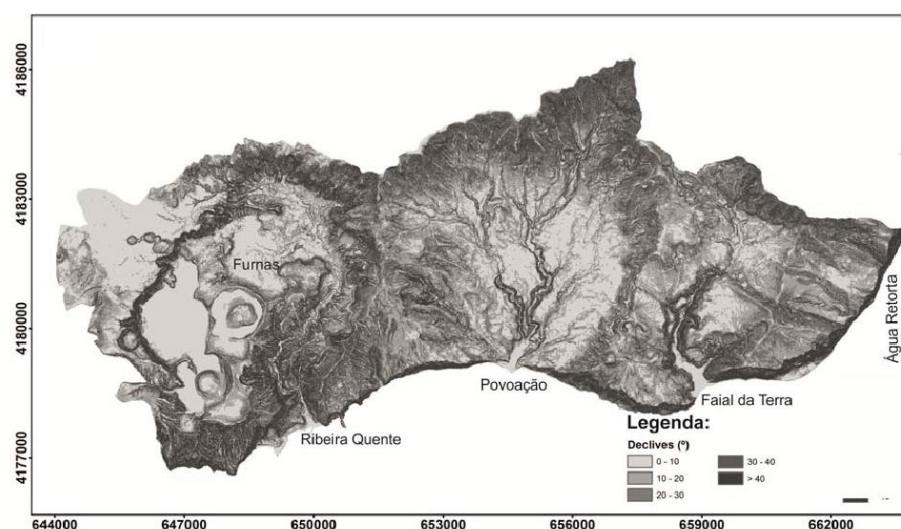 4186000
4183000
4180000
4177000
Furnas
Ribeira Quente
Povoação
Faial da Terra
Água Retorta
Legenda:
Declives (º)
0 - 10
10 - 20
20 - 30
30 - 40
> 40
644000 647000 650000 653000 656000 659000 662000